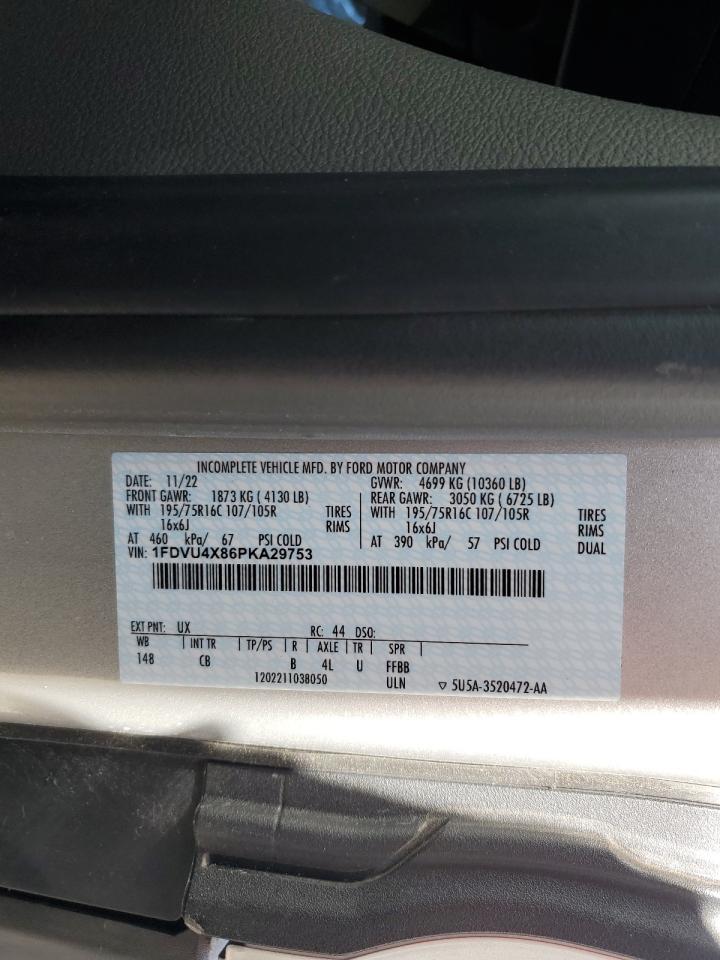 INCOMPLETE VEHICLE MFD. BY FORD MOTOR COMPANY
DATE: 11/22 GVWR: 4699 KG (10360 LB)
FRONT GAWR: 1873 KG ( 4130 LB) REAR GAWR: 3050 KG ( 6725 LB)
WITH 195/75R16C 107/105R TIRES WITH 195/75R16C 107/105R TIRES
16x6J RIMS 16x6J RIMS
AT 460 kPa/ 67 PSI COLD AT 390 kPa/ 57 PSI COLD DUAL
VIN: 1FDVU4X86PKA29753
EXT PNT: UX RC: 44 DSO:
WB | INT TR | TP/PS | R | AXLE | TR | SPR
148 CB B 4L U FFBB
1202211038050 ULN ▽ 5U5A-3520472-AA